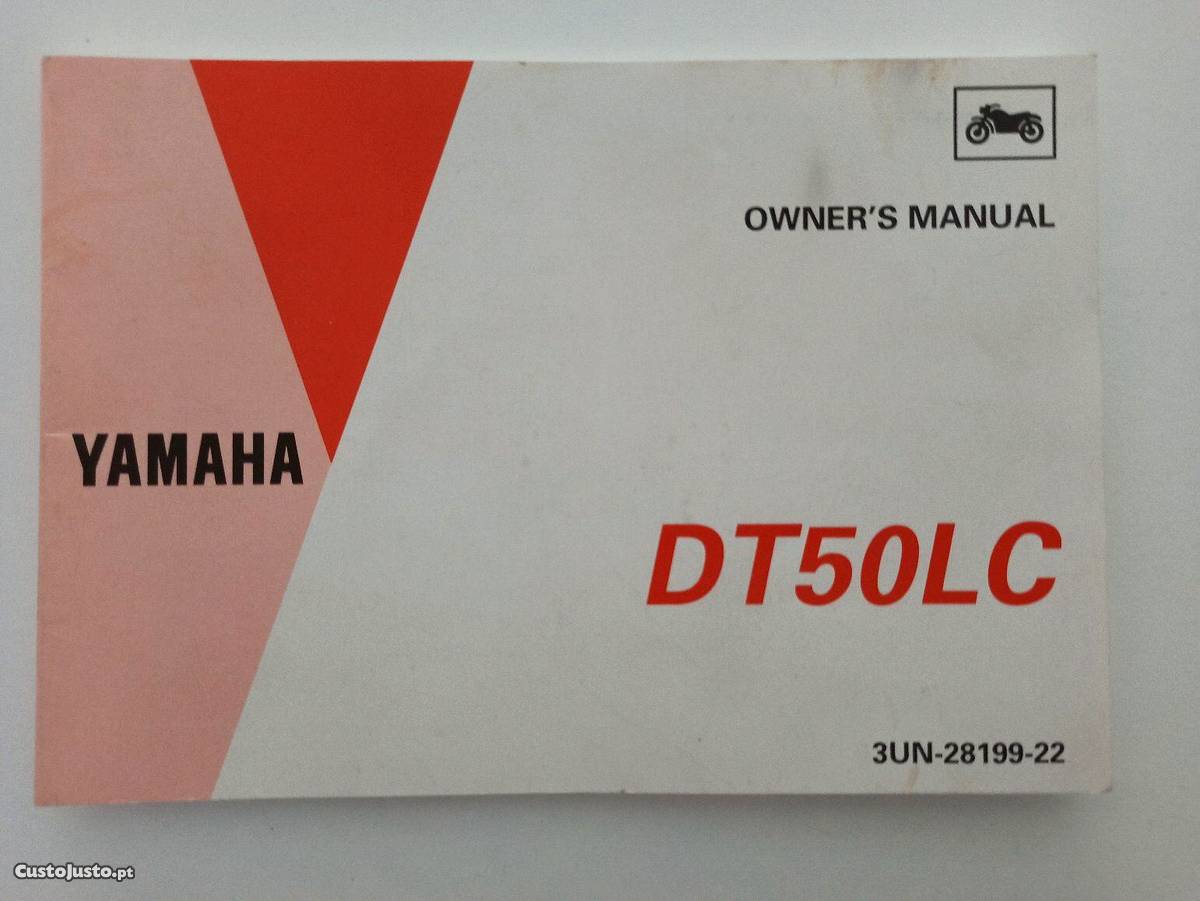 OWNER'S MANUAL
YAMAHA
DT50LC
3UN-28199-22
CustoJusto.pt